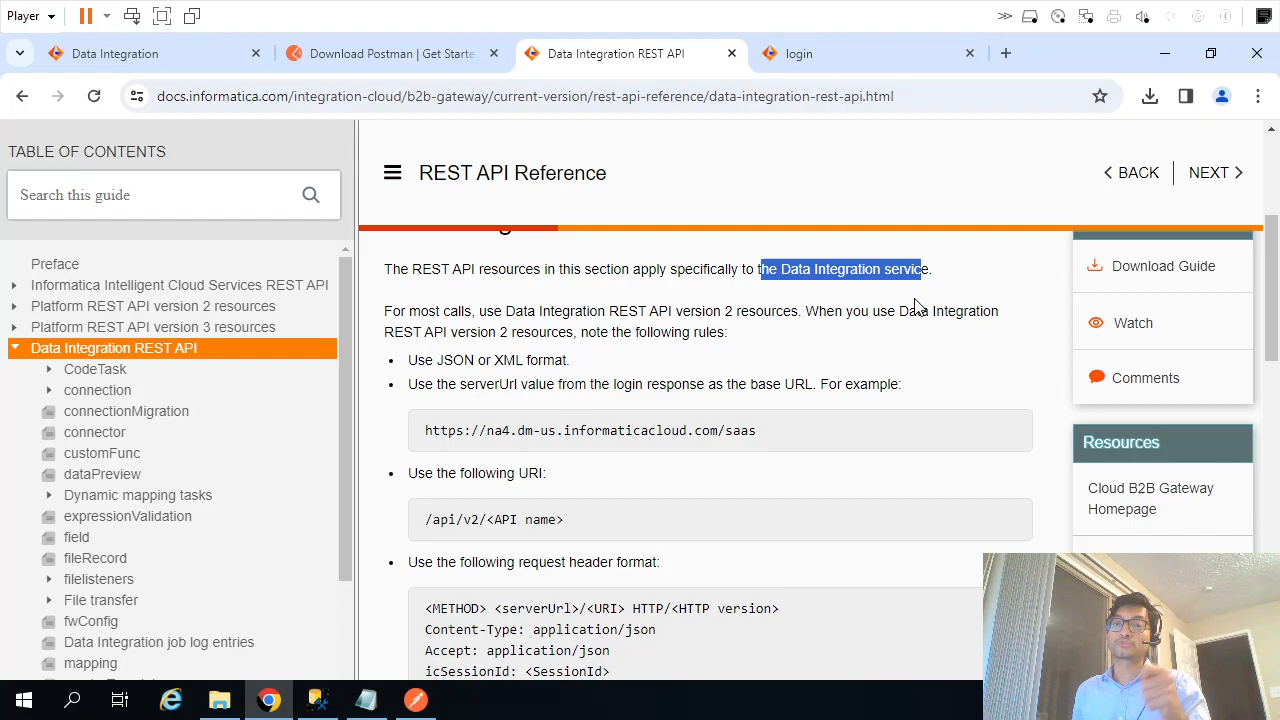 Player
Data Integration
Download Postman | Get Starte
Data Integration REST API
login
docs.informatica.com/integration-cloud/b2b-gateway/current-version/rest-api-reference/data-integration-rest-api.html
TABLE OF CONTENTS
Search this guide
Preface
Informatica Intelligent Cloud Services REST API
Platform REST API version 2 resources
Platform REST API version 3 resources
Data Integration REST API
CodeTask
connection
connectionMigration
connector
customFunc
dataPreview
Dynamic mapping tasks
expressionValidation
field
fileRecord
filelisteners
File transfer
fwConfig
Data Integration job log entries
mapping
REST API Reference
BACK
NEXT
The REST API resources in this section apply specifically to the Data Integration service.
For most calls, use Data Integration REST API version 2 resources. When you use Data Integration
REST API version 2 resources, note the following rules:
Use JSON or XML format.
Use the serverUrl value from the login response as the base URL. For example:
https://na4.dm-us.informaticacloud.com/saas
Use the following URI:
/api/v2/<API name>
Use the following request header format:
<METHOD> <serverUrl>/<URI> HTTP/<HTTP version>
Content-Type: application/json
Accept: application/json
icSessionId: <SessionId>
Download Guide
Watch
Comments
Resources
Cloud B2B Gateway
Homepage